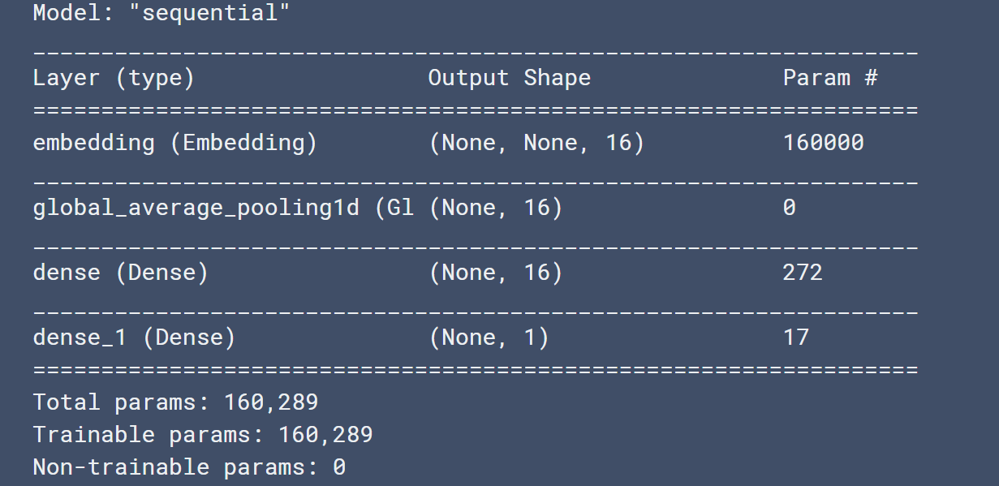 Model: "sequential"
_________________________________________________________________
Layer (type)                 Output Shape              Param #
=================================================================
embedding (Embedding)        (None, None, 16)          160000
_________________________________________________________________
global_average_pooling1d (Gl (None, 16)                0
_________________________________________________________________
dense (Dense)                (None, 16)                272
_________________________________________________________________
dense_1 (Dense)              (None, 1)                 17
=================================================================
Total params: 160,289
Trainable params: 160,289
Non-trainable params: 0